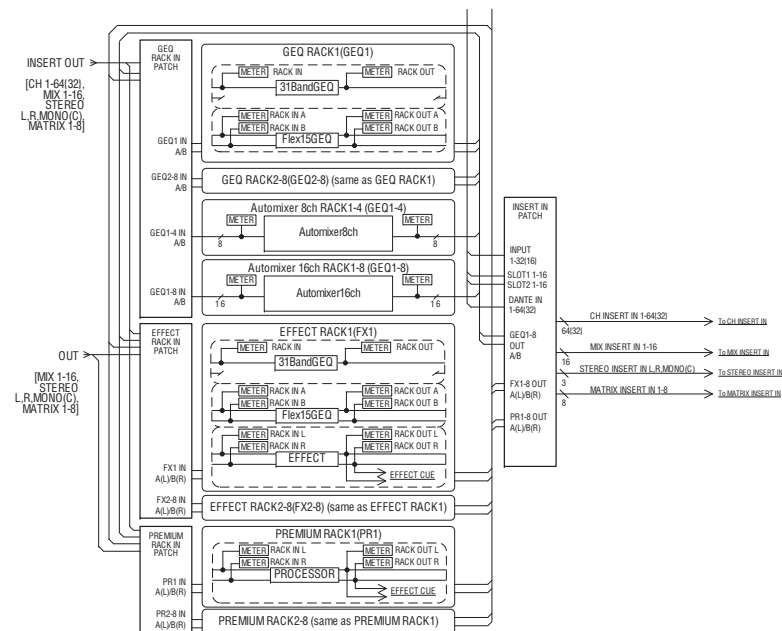 INSERT OUT
[CH 1-64(32),
MIX 1-16,
STEREO
L,R,MONO(C),
MATRIX 1-8]
OUT
[MIX 1-16,
STEREO
L,R,MONO(C),
MATRIX 1-8]
GEQ
RACK IN
PATCH
GEQ1 IN
A/B
GEQ2-8 IN
A/B
GEQ1-4 IN
A/B
GEQ1-8 IN
A/B
GEQ RACK1(GEQ1)
METER RACK IN
METER RACK OUT
31BandGEQ
METER RACK IN A
METER RACK OUT A
METER RACK IN B
METER RACK OUT B
Flex15GEQ
GEQ RACK2-8(GEQ2-8) (same as GEQ RACK1)
Automixer 8ch RACK1-4 (GEQ1-4)
METER
METER
Automixer8ch
8
8
Automixer 16ch RACK1-8 (GEQ1-8)
METER
METER
Automixer16ch
16
16
EFFECT
RACK IN
PATCH
FX1 IN
A(L)/B(R)
FX2-8 IN
A(L)/B(R)
EFFECT RACK1(FX1)
METER RACK IN
METER RACK OUT
31BandGEQ
METER RACK IN A
METER RACK OUT A
METER RACK IN B
METER RACK OUT B
Flex15GEQ
METER RACK IN L
METER RACK OUT L
METER RACK IN R
METER RACK OUT R
EFFECT
EFFECT CUE
EFFECT RACK2-8(FX2-8) (same as EFFECT RACK1)
PREMIUM
RACK IN
PATCH
PR1 IN
A(L)/B(R)
PR2-8 IN
A(L)/B(R)
PREMIUM RACK1(PR1)
METER RACK IN L
METER RACK OUT L
METER RACK IN R
METER RACK OUT R
PROCESSOR
EFFECT CUE
PREMIUM RACK2-8 (same as PREMIUM RACK1)
INSERT IN
PATCH
INPUT
1-32(16)
SLOT1 1-16
SLOT2 1-16
DANTE IN
1-64(32)
GEQ1-8
OUT
A/B
FX1-8 OUT
A(L)/B(R)
PR1-8 OUT
A(L)/B(R)
CH INSERT IN 1-64(32)
64(32)
To CH INSERT IN
MIX INSERT IN 1-16
16
To MIX INSERT IN
STEREO INSERT IN L,R,MONO(C)
3
To STEREO INSERT IN
MATRIX INSERT IN 1-8
8
To MATRIX INSERT IN